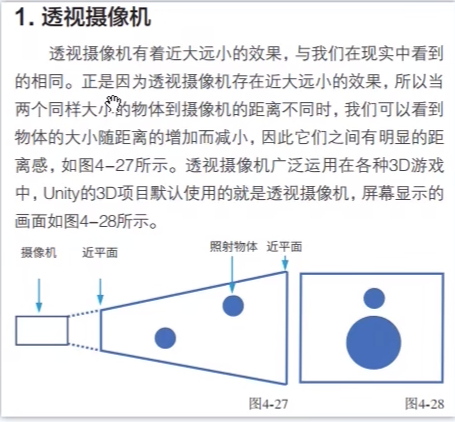 1. 透视摄像机
透视摄像机有着近大远小的效果，与我们在现实中看到
的相同。正是因为透视摄像机存在近大远小的效果，所以当
两个同样大小的物体到摄像机的距离不同时，我们可以看到
物体的大小随距离的增加而减小，因此它们之间有明显的距
离感，如图4-27所示。透视摄像机广泛运用在各种3D游戏
中，Unity的3D项目默认使用的就是透视摄像机，屏幕显示的
画面如图4-28所示。
摄像机 近平面 照射物体 近平面
图4-27 图4-28